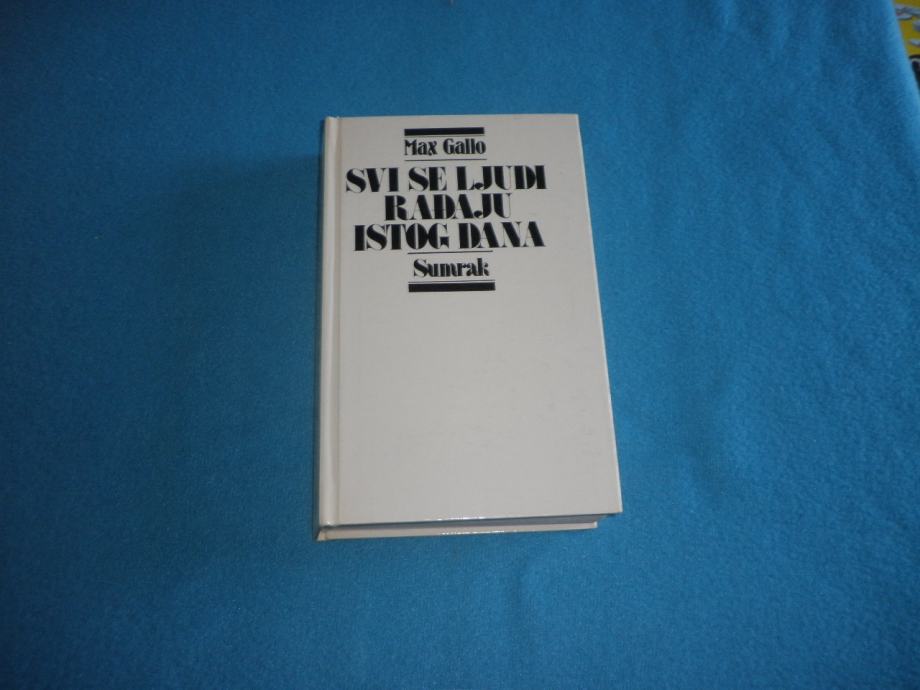 Max Gallo
SVI SE LJUDI
RAĐAJU
ISTOG DANA
Sumrak